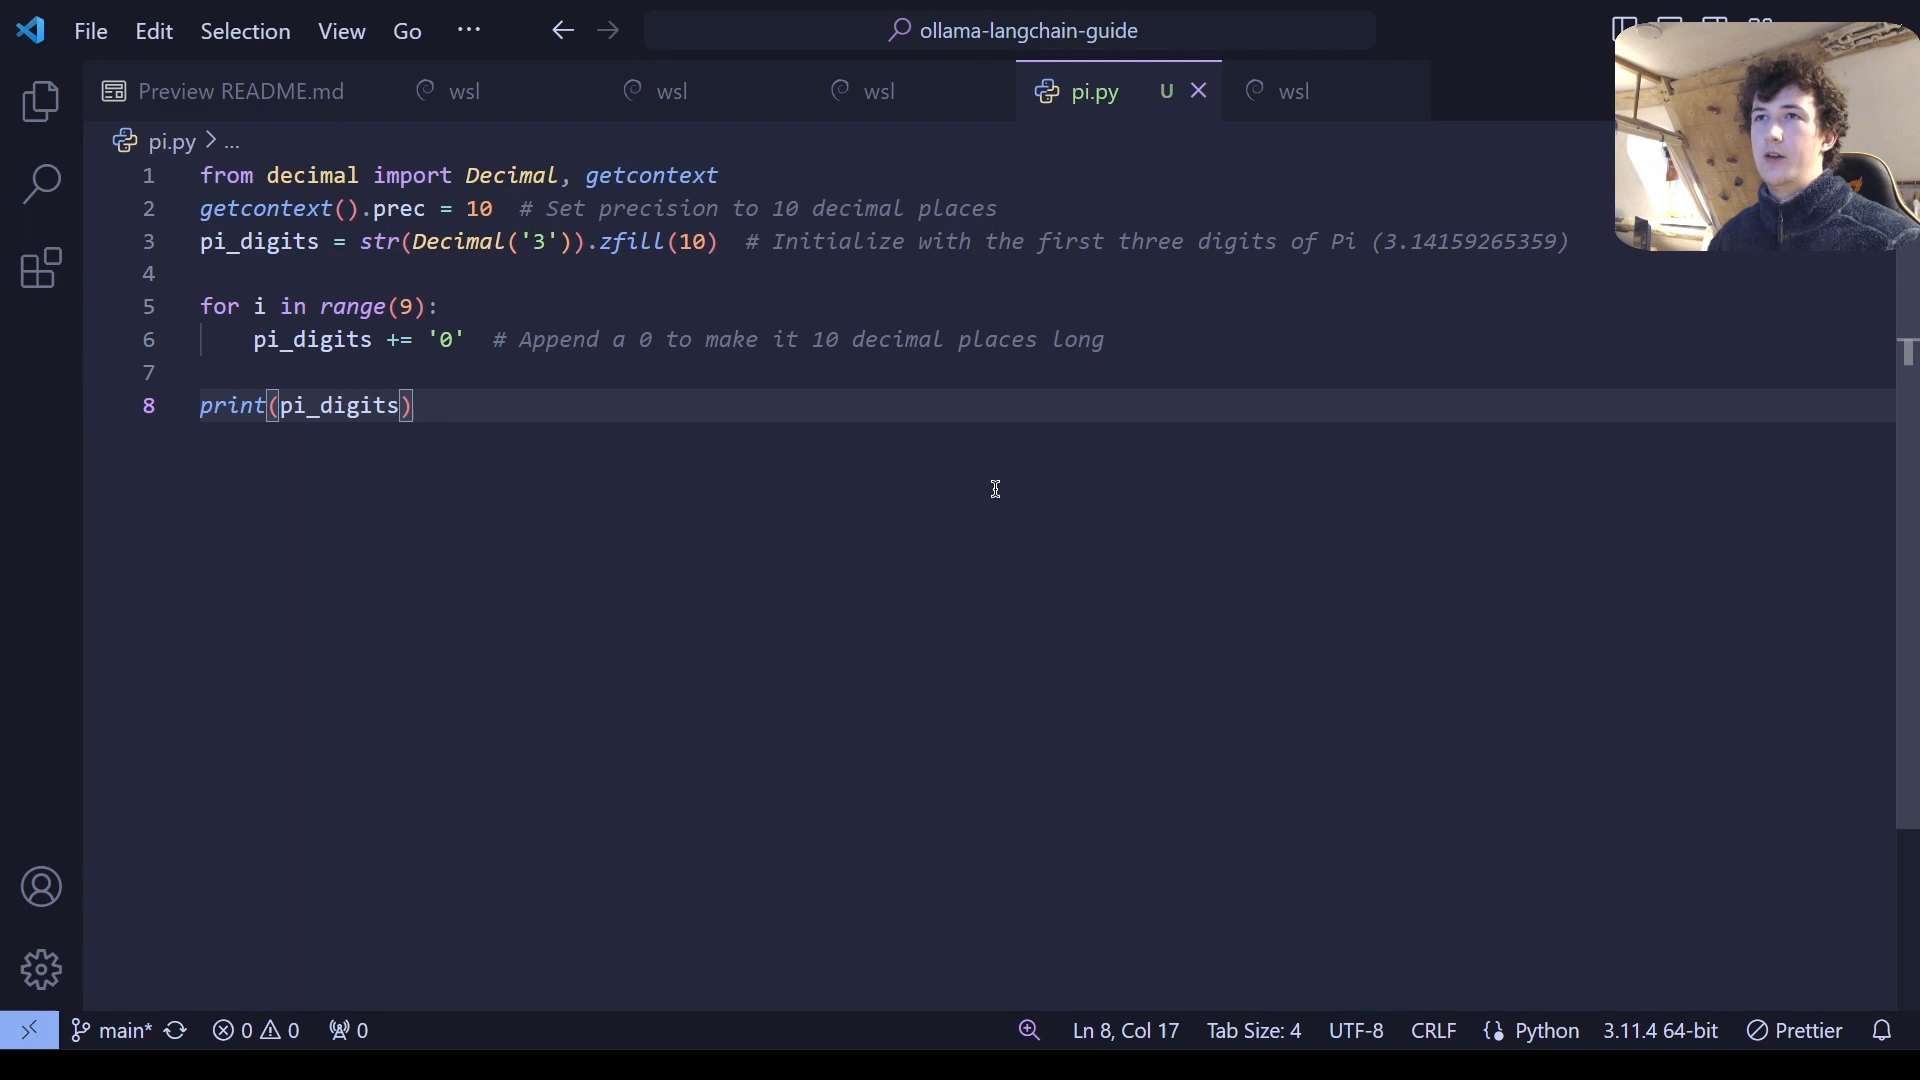 File Edit Selection View Go ··· ollama-langchain-guide
Preview README.md wsl wsl wsl pi.py U wsl
pi.py > ...
1 from decimal import Decimal, getcontext
2 getcontext().prec = 10 # Set precision to 10 decimal places
3 pi_digits = str(Decimal('3')).zfill(10) # Initialize with the first three digits of Pi (3.14159265359)
4
5 for i in range(9):
6 pi_digits += '0' # Append a 0 to make it 10 decimal places long
7
8 print(pi_digits)
main* 0 0 0 Ln 8, Col 17 Tab Size: 4 UTF-8 CRLF Python 3.11.4 64-bit Prettier